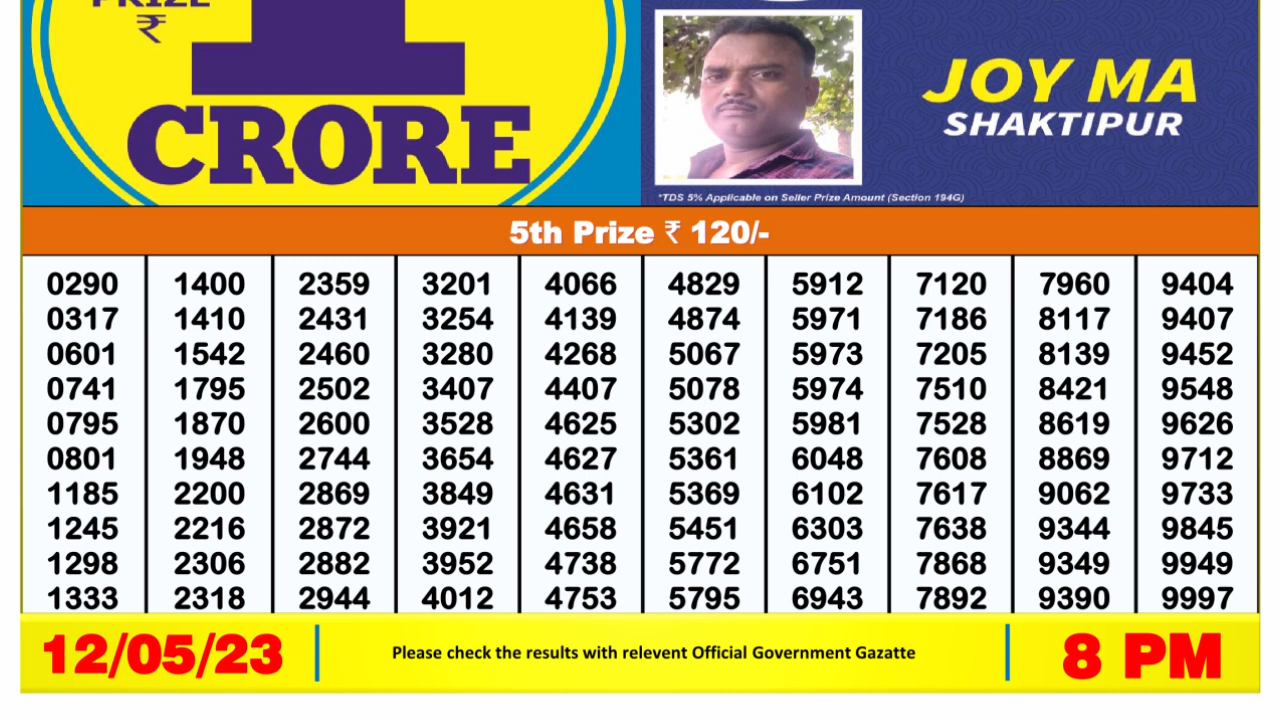 PRIZE
₹
1
CRORE
JOY MA
SHAKTIPUR
*TDS 5% Applicable on Seller Prize Amount (Section 194G)
5th Prize ₹ 120/-
0290 1400 2359 3201 4066 4829 5912 7120 7960 9404
0317 1410 2431 3254 4139 4874 5971 7186 8117 9407
0601 1542 2460 3280 4268 5067 5973 7205 8139 9452
0741 1795 2502 3407 4407 5078 5974 7510 8421 9548
0795 1870 2600 3528 4625 5302 5981 7528 8619 9626
0801 1948 2744 3654 4627 5361 6048 7608 8869 9712
1185 2200 2869 3849 4631 5369 6102 7617 9062 9733
1245 2216 2872 3921 4658 5451 6303 7638 9344 9845
1298 2306 2882 3952 4738 5772 6751 7868 9349 9949
1333 2318 2944 4012 4753 5795 6943 7892 9390 9997
12/05/23 Please check the results with relevent Official Government Gazatte 8 PM